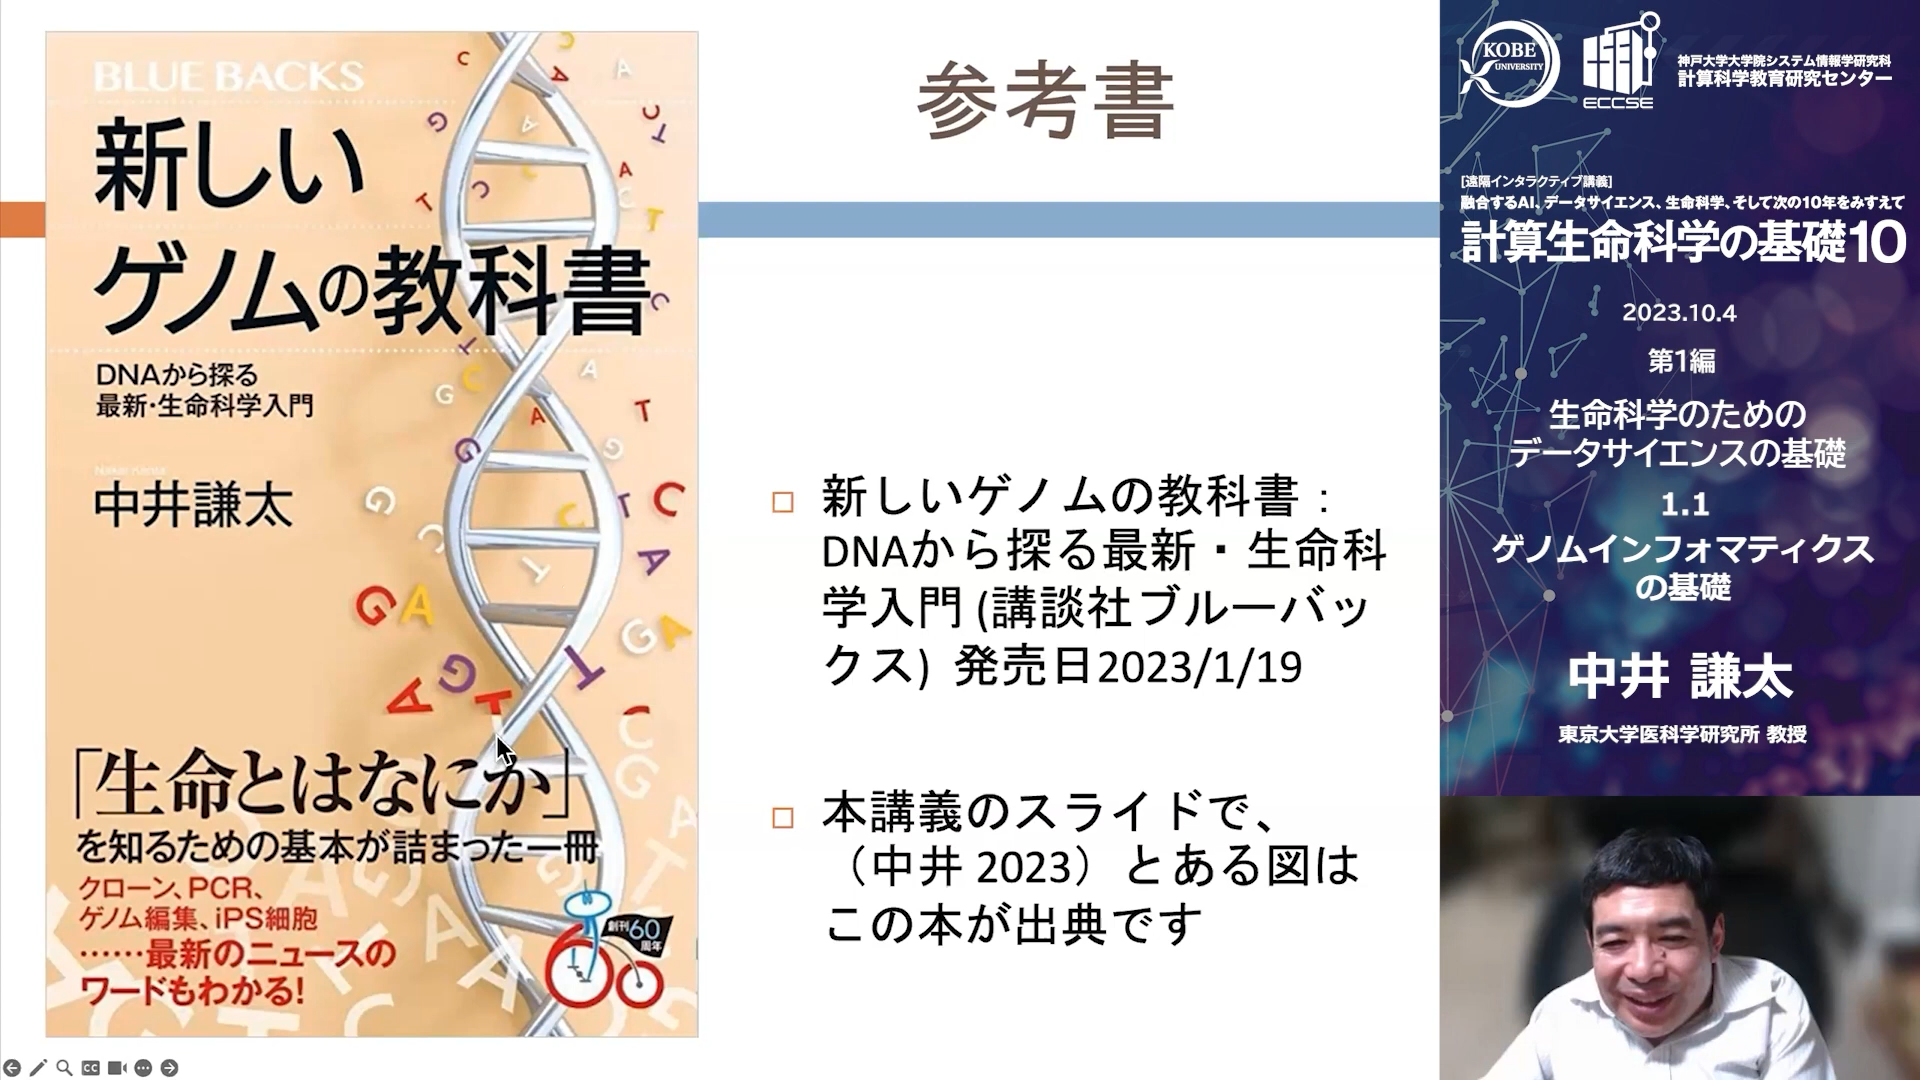 BLUE BACKS
新しい
ゲノムの教科書
DNAから探る
最新・生命科学入門
Nakai Kenta
中井謙太
「生命とはなにか」
を知るための基本が詰まった一冊
クローン、PCR、
ゲノム編集、iPS細胞
……最新のニュースの
ワードもわかる!
創刊60
周年
参考書
新しいゲノムの教科書：
DNAから探る最新・生命科
学入門 (講談社ブルーバッ
クス) 発売日2023/1/19
本講義のスライドで、
（中井 2023）とある図は
この本が出典です
KOBE
UNIVERSITY
ECCSE
神戸大学大学院システム情報学研究科
計算科学教育研究センター
[遠隔インタラクティブ講義]
融合するAI、データサイエンス、生命科学、そして次の10年をみすえて
計算生命科学の基礎10
2023.10.4
第1編
生命科学のための
データサイエンスの基礎
1.1
ゲノムインフォマティクス
の基礎
中井 謙太
東京大学医科学研究所 教授
CC